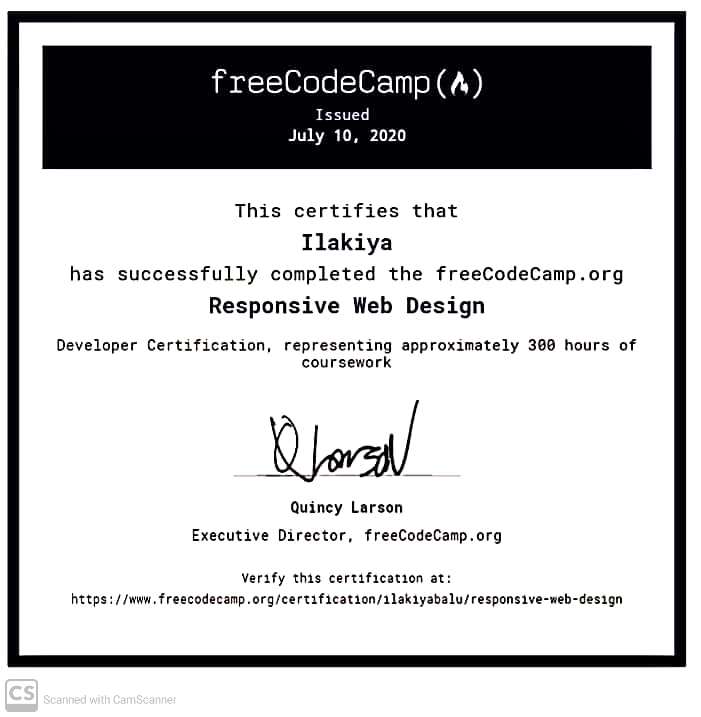 freeCodeCamp(🔥)
Issued
July 10, 2020
This certifies that
Ilakiya
has successfully completed the freeCodeCamp.org
Responsive Web Design
Developer Certification, representing approximately 300 hours of
coursework
Q Larson
Quincy Larson
Executive Director, freeCodeCamp.org
Verify this certification at:
https://www.freecodecamp.org/certification/ilakiyabalu/responsive-web-design
CS Scanned with CamScanner